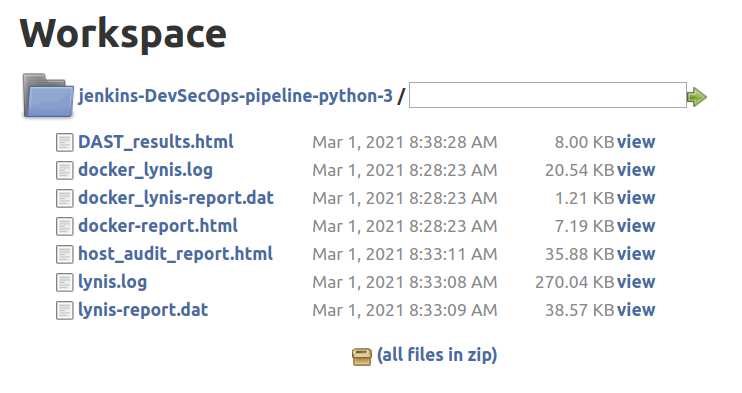 Workspace
jenkins-DevSecOps-pipeline-python-3 /
DAST_results.html Mar 1, 2021 8:38:28 AM 8.00 KB view
docker_lynis.log Mar 1, 2021 8:28:23 AM 20.54 KB view
docker_lynis-report.dat Mar 1, 2021 8:28:23 AM 1.21 KB view
docker-report.html Mar 1, 2021 8:28:23 AM 7.19 KB view
host_audit_report.html Mar 1, 2021 8:33:11 AM 35.88 KB view
lynis.log Mar 1, 2021 8:33:08 AM 270.04 KB view
lynis-report.dat Mar 1, 2021 8:33:09 AM 38.57 KB view
(all files in zip)